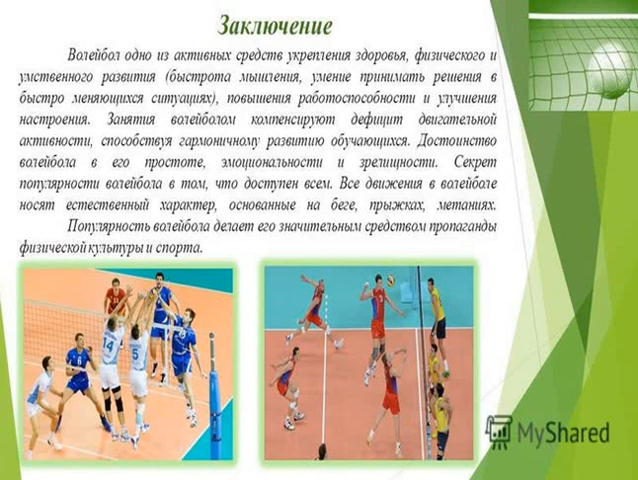 Заключение
Волейбол одно из активных средств укрепления здоровья, физического и
умственного развития (быстрота мышления, умение принимать решения в
быстро меняющихся ситуациях), повышения работоспособности и улучшения
настроения. Занятия волейболом компенсируют дефицит двигательной
активности, способствуя гармоничному развитию обучающихся. Достоинство
волейбола в его простоте, эмоциональности и зрелищности. Секрет
популярности волейбола в том, что доступен всем. Все движения в волейболе
носят естественный характер, основанные на беге, прыжках, метаниях.
Популярность волейбола делает его значительным средством пропаганды
физической культуры и спорта.
14
5
6
MyShared